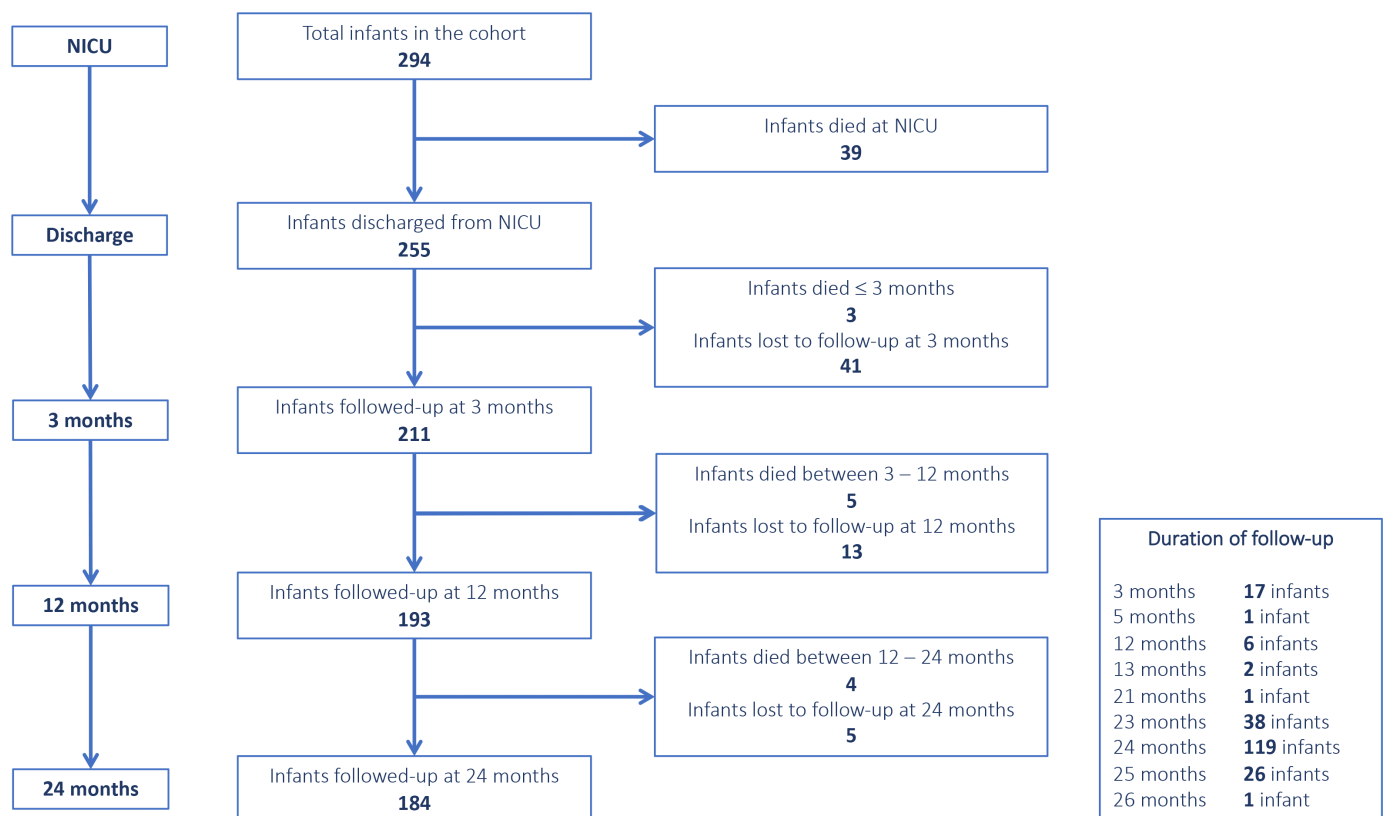 NICU
Total infants in the cohort
294
Infants died at NICU
39
Discharge
Infants discharged from NICU
255
Infants died ≤ 3 months
3
Infants lost to follow-up at 3 months
41
3 months
Infants followed-up at 3 months
211
Infants died between 3 – 12 months
5
Infants lost to follow-up at 12 months
13
12 months
Infants followed-up at 12 months
193
Infants died between 12 – 24 months
4
Infants lost to follow-up at 24 months
5
24 months
Infants followed-up at 24 months
184
Duration of follow-up
3 months 17 infants
5 months 1 infant
12 months 6 infants
13 months 2 infants
21 months 1 infant
23 months 38 infants
24 months 119 infants
25 months 26 infants
26 months 1 infant